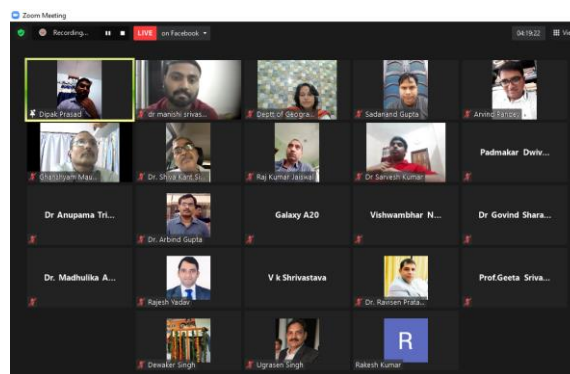 Zoom Meeting
Recording...
LIVE on Facebook
04:19:22
Vie
Dipak Prasad
dr manishi srivas...
Deptt of Geogra...
Sadanand Gupta
Arvind
Ghanshyam Mau...
Dr. Shiva Kant Si...
Raj Kumar Jaiswal
Dr Sarvesh Kumar
Padmakar Dwiv...
Dr Anupama Tri...
Dr. Arbind Gupta
Galaxy A20
Vishwambhar N...
Dr Govind Shara...
Dr. Madhulika A...
Rajesh Yadav
V k Shrivastava
Dr. Ravisen Prata...
Prof.Geeta Sriva...
Dewaker Singh
Ugrasen Singh
R
Rakesh Kumar